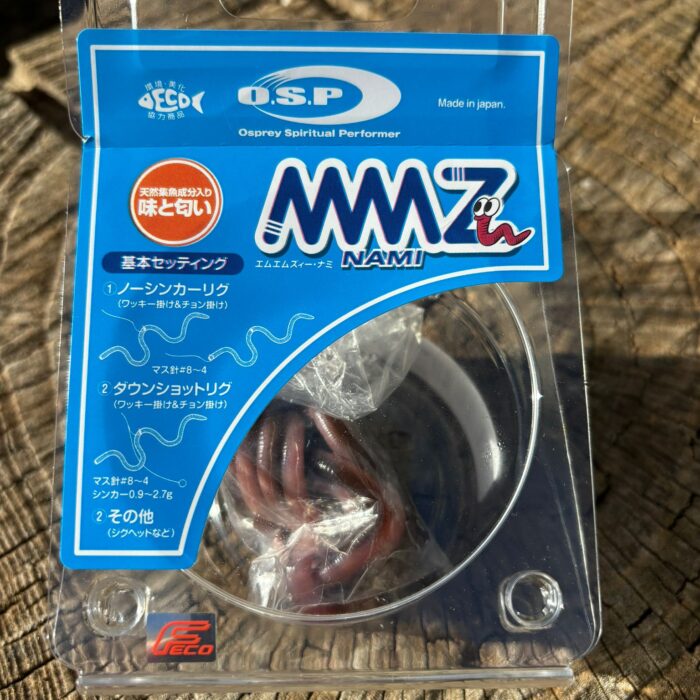 環境・美化
ECO
協力商品
O.S.P
Osprey Spiritual Performer
Made in japan.
天然集魚成分入り
味と匂い
MMZ
NAMI
エムエムズィー・ナミ
基本セッティング
①ノーシンカーリグ
(ワッキー掛け&チョン掛け)
マス針#8～4
②ダウンショットリグ
(ワッキー掛け&チョン掛け)
マス針#8～4
シンカー0.9～2.7g
②その他
(ジグヘットなど)
O.S.P
FECO